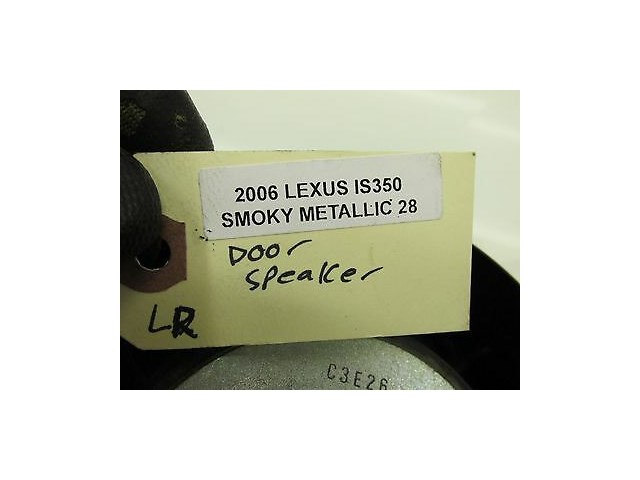 2006 LEXUS IS350
SMOKY METALLIC 28
Door
Speaker
LR
C3E26